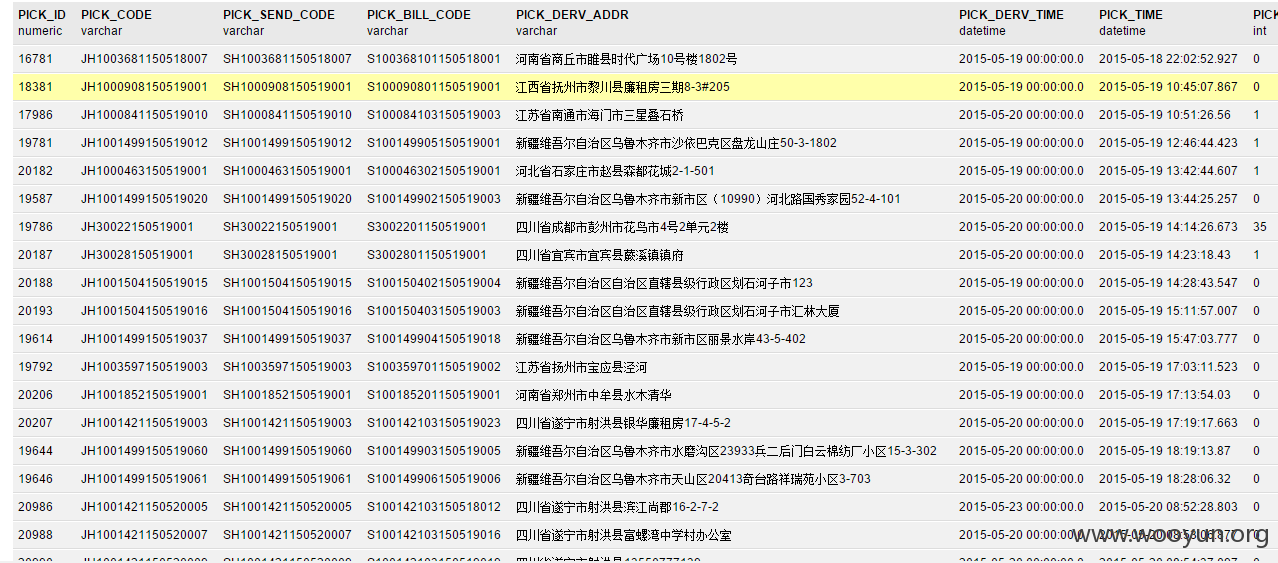 PICK_ID PICK_CODE PICK_SEND_CODE PICK_BILL_CODE PICK_DERV_ADDR PICK_DERV_TIME PICK_TIME PICK
numeric varchar varchar varchar varchar datetime datetime int
16781 JH1003681150518007 SH1003681150518007 S100368101150518001 河南省商丘市睢县时代广场10号楼1802号 2015-05-19 00:00:00.0 2015-05-18 22:02:52.927 0
18381 JH1000908150519001 SH1000908150519001 S100090801150519001 江西省抚州市黎川县廉租房三期8-3#205 2015-05-19 00:00:00.0 2015-05-19 10:45:07.867 0
17986 JH1000841150519010 SH1000841150519010 S100084103150519003 江苏省南通市海门市三星叠石桥 2015-05-20 00:00:00.0 2015-05-19 10:51:26.56 1
19781 JH1001499150519012 SH1001499150519012 S100149905150519001 新疆维吾尔自治区乌鲁木齐市沙依巴克区盘龙山庄50-3-1802 2015-05-19 00:00:00.0 2015-05-19 12:46:44.423 1
20182 JH1000463150519001 SH1000463150519001 S100046302150519001 河北省石家庄市赵县森都花城2-1-501 2015-05-19 00:00:00.0 2015-05-19 13:42:44.607 1
19587 JH1001499150519020 SH1001499150519020 S100149902150519003 新疆维吾尔自治区乌鲁木齐市新市区（10990）河北路国秀家园52-4-101 2015-05-19 00:00:00.0 2015-05-19 13:44:25.257 0
19786 JH30022150519001 SH30022150519001 S3002201150519001 四川省成都市彭州市花鸟市4号2单元2楼 2015-05-19 00:00:00.0 2015-05-19 14:14:26.673 35
20187 JH30028150519001 SH30028150519001 S3002801150519001 四川省宜宾市宜宾县蕨溪镇镇府 2015-05-19 00:00:00.0 2015-05-19 14:23:18.43 1
20188 JH1001504150519015 SH1001504150519015 S100150402150519004 新疆维吾尔自治区自治区直辖县级行政区划石河子市123 2015-05-19 00:00:00.0 2015-05-19 14:28:43.547 0
20193 JH1001504150519016 SH1001504150519016 S100150403150519003 新疆维吾尔自治区自治区直辖县级行政区划石河子市汇林大厦 2015-05-19 00:00:00.0 2015-05-19 15:11:57.007 0
19614 JH1001499150519037 SH1001499150519037 S100149904150519018 新疆维吾尔自治区乌鲁木齐市新市区丽景水岸43-5-402 2015-05-19 00:00:00.0 2015-05-19 15:47:03.777 0
19792 JH1003597150519003 SH1003597150519003 S100359701150519002 江苏省扬州市宝应县泾河 2015-05-19 00:00:00.0 2015-05-19 17:03:11.523 0
20206 JH1001852150519001 SH1001852150519001 S100185201150519001 河南省郑州市中牟县水木清华 2015-05-19 00:00:00.0 2015-05-19 17:13:54.03 0
20207 JH1001421150519003 SH1001421150519003 S100142103150519023 四川省遂宁市射洪县银华廉租房17-4-5-2 2015-05-19 00:00:00.0 2015-05-19 17:19:17.663 0
19644 JH1001499150519060 SH1001499150519060 S100149903150519005 新疆维吾尔自治区乌鲁木齐市水磨沟区23933兵二后门白云棉纺厂小区15-3-302 2015-05-20 00:00:00.0 2015-05-19 18:19:13.87 0
19646 JH1001499150519061 SH1001499150519061 S100149906150519006 新疆维吾尔自治区乌鲁木齐市天山区20413奇台路祥瑞苑小区3-703 2015-05-20 00:00:00.0 2015-05-19 18:28:06.32 0
20986 JH1001421150520005 SH1001421150520005 S100142103150518012 四川省遂宁市射洪县滨江尚郡16-2-7-2 2015-05-23 00:00:00.0 2015-05-20 08:52:28.803 0
20988 JH1001421150520007 SH1001421150520007 S100142103150519016 四川省遂宁市射洪县富螺湾中学村办公室 2015-05-20 00:00:00.0 2015-05-20 08:53:06.877 0
www.wooyun.org